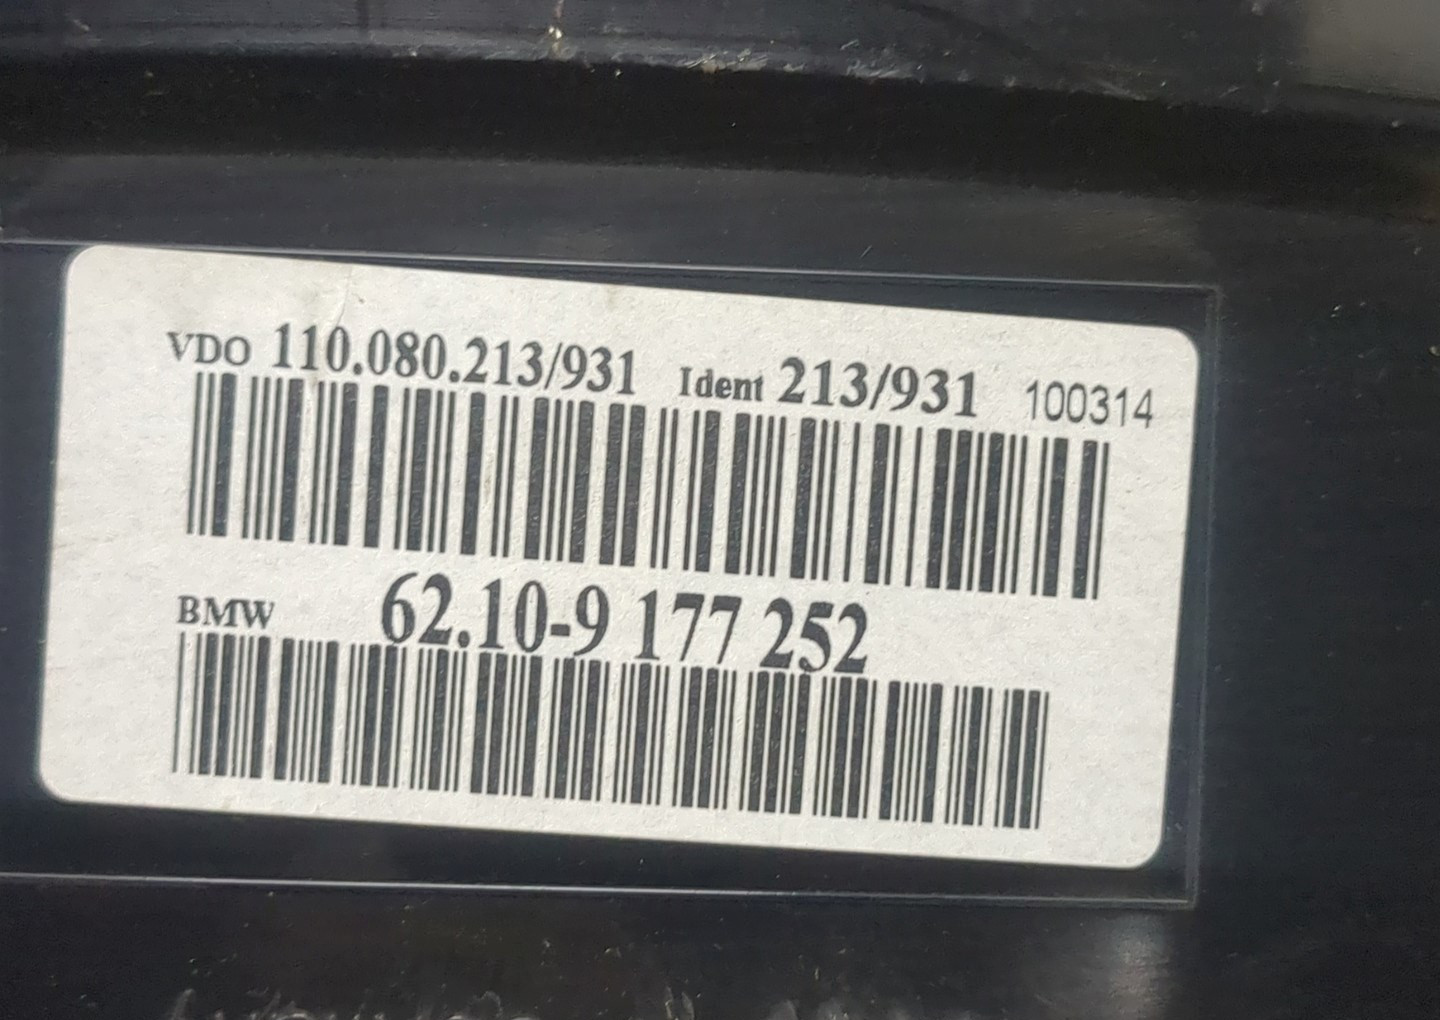 VDO 110.080.213/931 Ident 213/931 100314
BMW 62.10-9 177 252